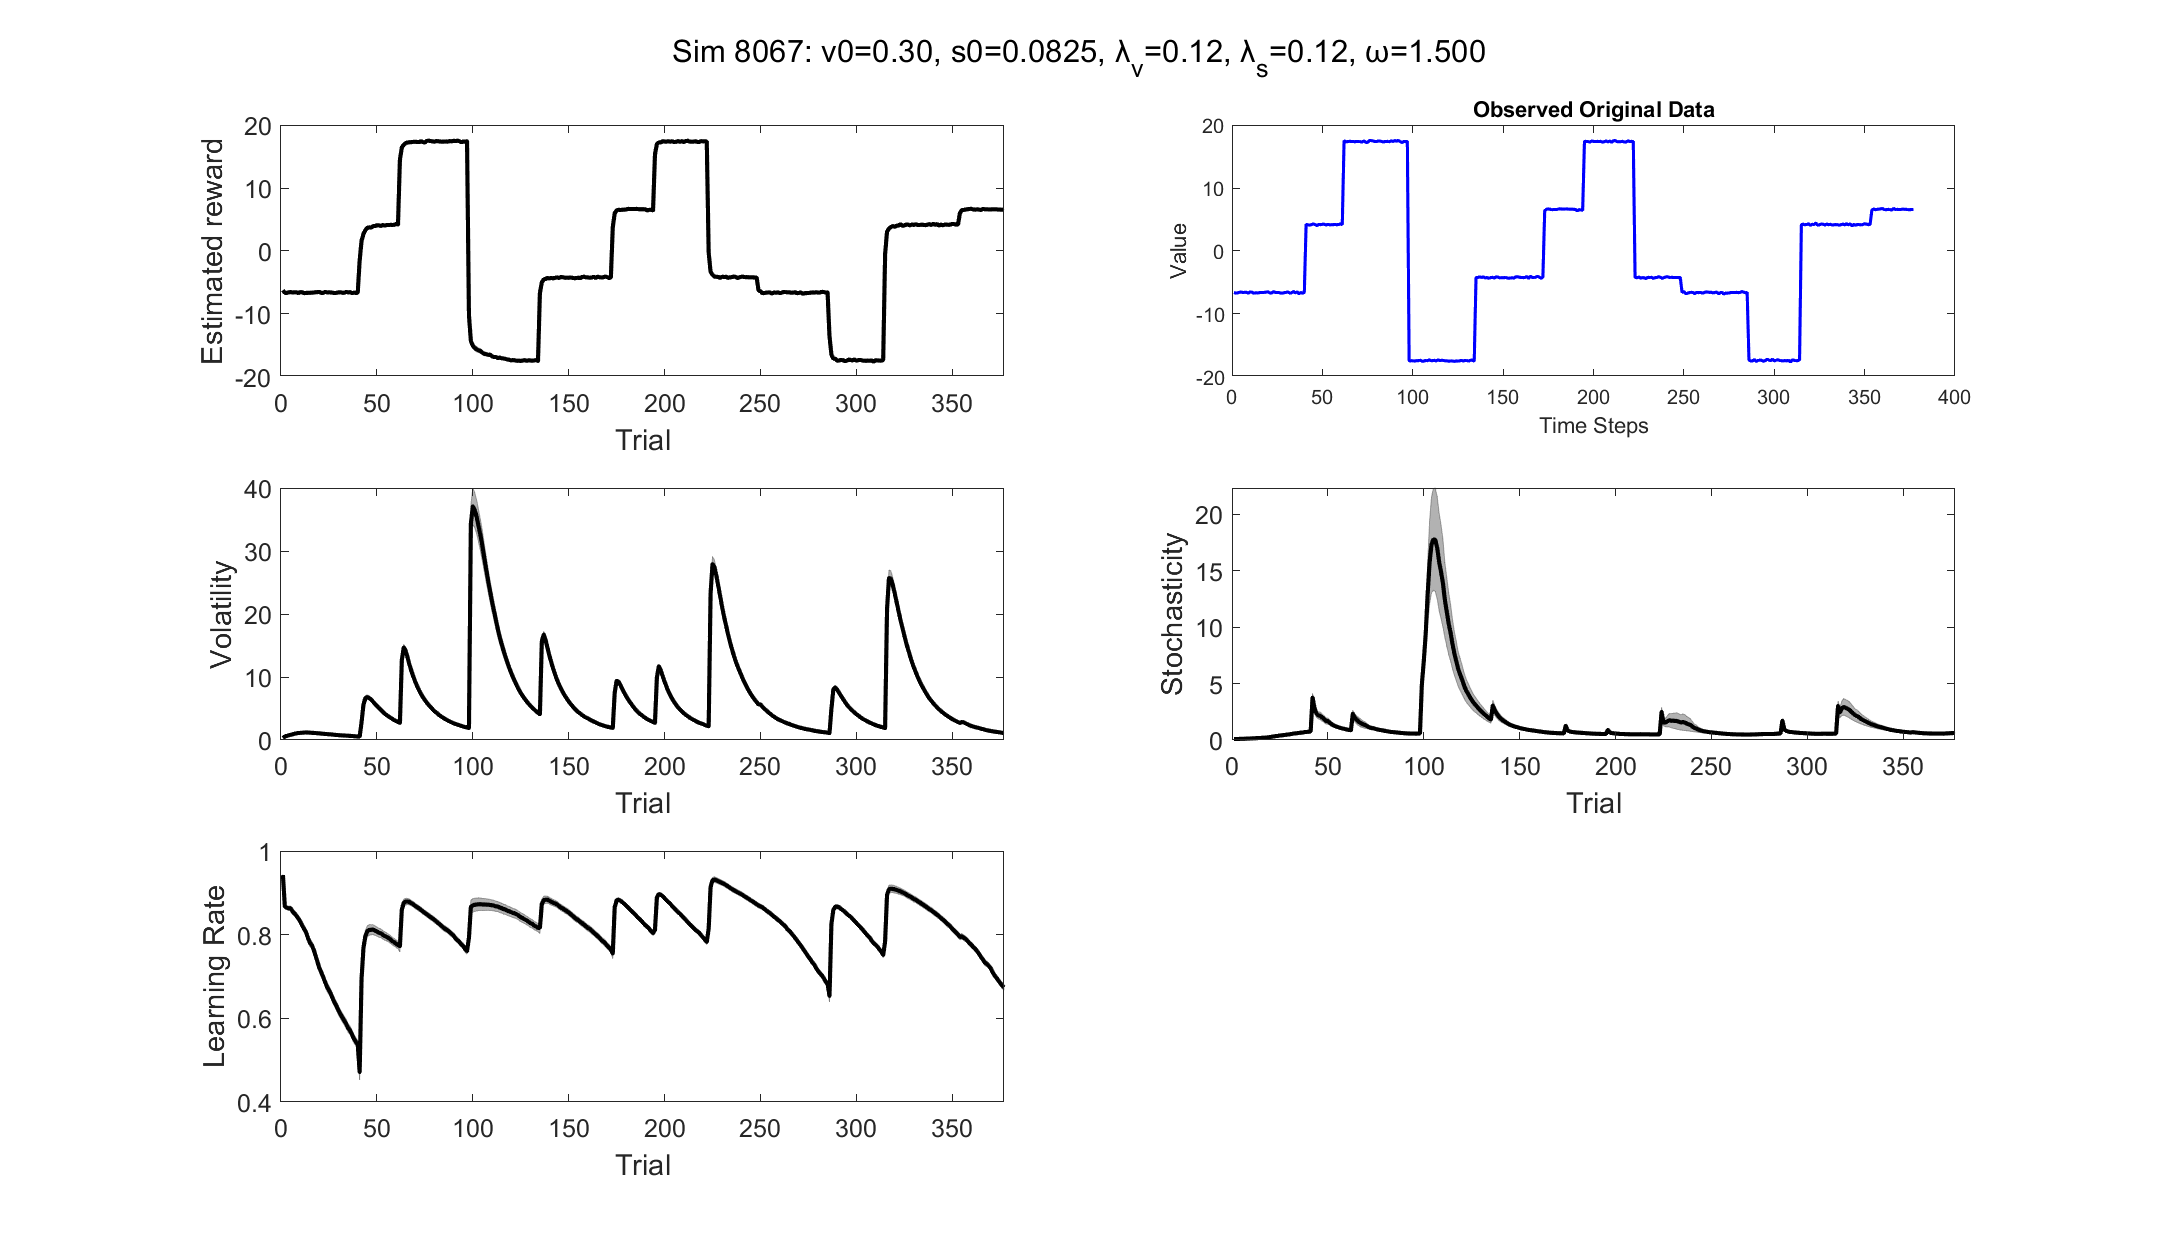 Sim 8067: v0=0.30, s0=0.0825, λv=0.12, λs=0.12, ω=1.500
Estimated reward
20
10
0
-10
-20
0 50 100 150 200 250 300 350
Trial
Observed Original Data
Value
20
10
0
-10
-20
0 50 100 150 200 250 300 350 400
Time Steps
Volatility
40
30
20
10
0
0 50 100 150 200 250 300 350
Trial
Stochasticity
20
15
10
5
0
0 50 100 150 200 250 300 350
Trial
Learning Rate
1
0.8
0.6
0.4
0 50 100 150 200 250 300 350
Trial